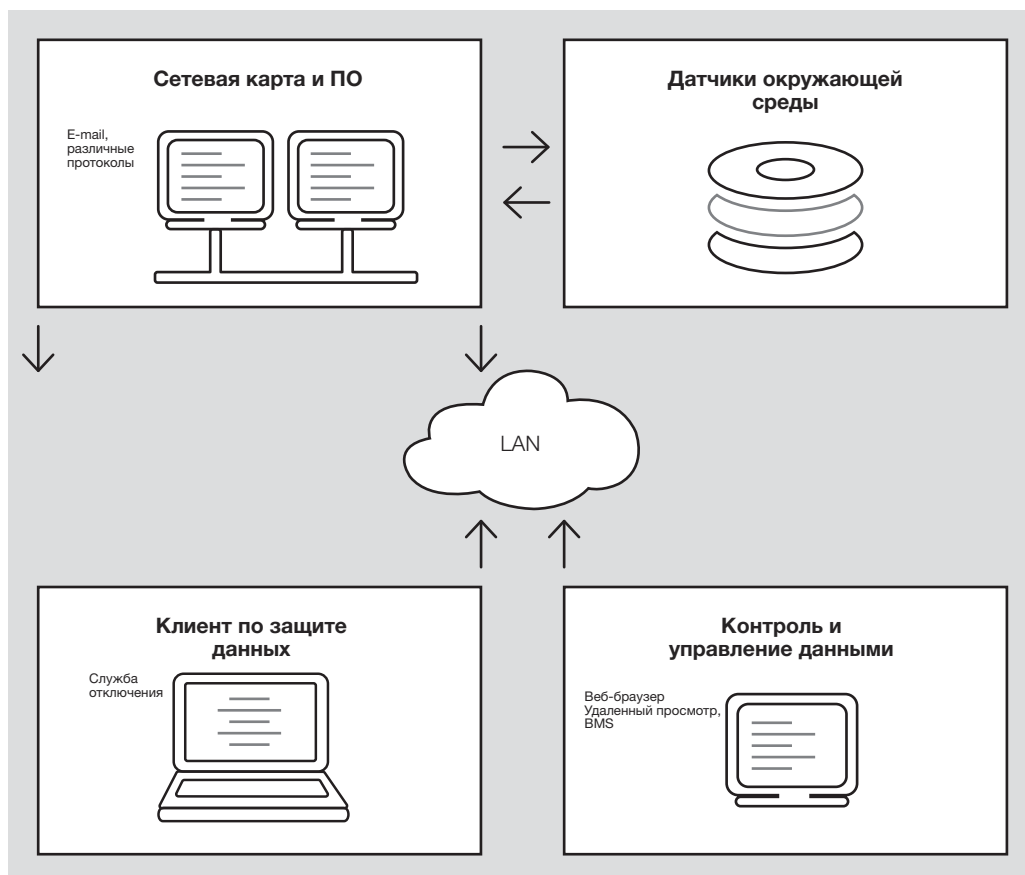 Сетевая карта и ПО
E-mail,
различные
протоколы
Датчики окружающей
среды
LAN
Клиент по защите
данных
Служба
отключения
Контроль и
управление данными
Веб-браузер
Удаленный просмотр,
BMS